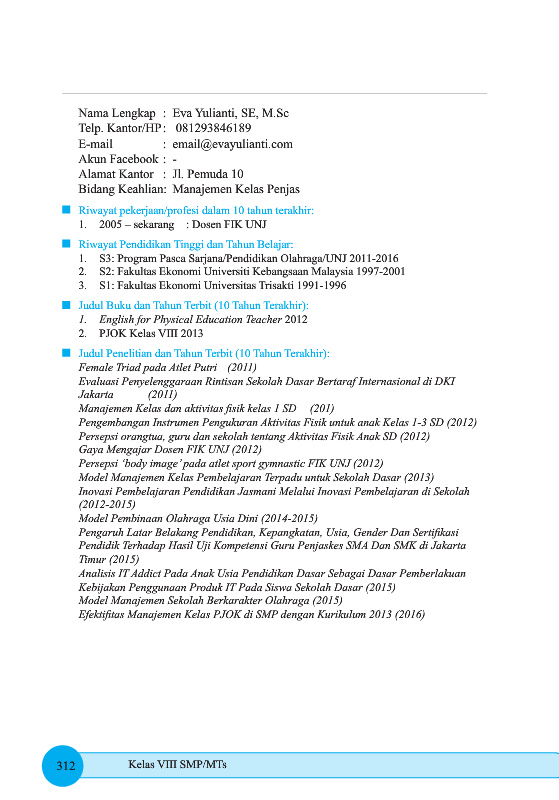 Nama Lengkap : Eva Yulianti, SE, M.Sc
Telp. Kantor/HP : 081293846189
E-mail : email@evayulianti.com
Akun Facebook : -
Alamat Kantor : Jl. Pemuda 10
Bidang Keahlian: Manajemen Kelas Penjas
Riwayat pekerjaan/profesi dalam 10 tahun terakhir:
1. 2005 – sekarang : Dosen FIK UNJ
Riwayat Pendidikan Tinggi dan Tahun Belajar:
1. S3: Program Pasca Sarjana/Pendidikan Olahraga/UNJ 2011-2016
2. S2: Fakultas Ekonomi Universiti Kebangsaan Malaysia 1997-2001
3. S1: Fakultas Ekonomi Universitas Trisakti 1991-1996
Judul Buku dan Tahun Terbit (10 Tahun Terakhir):
1. English for Physical Education Teacher 2012
2. PJOK Kelas VIII 2013
Judul Penelitian dan Tahun Terbit (10 Tahun Terakhir):
Female Triad pada Atlet Putri (2011)
Evaluasi Penyelenggaraan Rintisan Sekolah Dasar Bertaraf Internasional di DKI
Jakarta (2011)
Manajemen Kelas dan aktivitas fisik kelas 1 SD (201)
Pengembangan Instrumen Pengukuran Aktivitas Fisik untuk anak Kelas 1-3 SD (2012)
Persepsi orangtua, guru dan sekolah tentang Aktivitas Fisik Anak SD (2012)
Gaya Mengajar Dosen FIK UNJ (2012)
Persepsi ‘body image’ pada atlet sport gymnastic FIK UNJ (2012)
Model Manajemen Kelas Pembelajaran Terpadu untuk Sekolah Dasar (2013)
Inovasi Pembelajaran Pendidikan Jasmani Melalui Inovasi Pembelajaran di Sekolah
(2012-2015)
Model Pembinaan Olahraga Usia Dini (2014-2015)
Pengaruh Latar Belakang Pendidikan, Kepangkatan, Usia, Gender Dan Sertifikasi
Pendidik Terhadap Hasil Uji Kompetensi Guru Penjaskes SMA Dan SMK di Jakarta
Timur (2015)
Analisis IT Addict Pada Anak Usia Pendidikan Dasar Sebagai Dasar Pemberlakuan
Kebijakan Penggunaan Produk IT Pada Siswa Sekolah Dasar (2015)
Model Manajemen Sekolah Berkarakter Olahraga (2015)
Efektifitas Manajemen Kelas PJOK di SMP dengan Kurikulum 2013 (2016)
312 Kelas VIII SMP/MTs